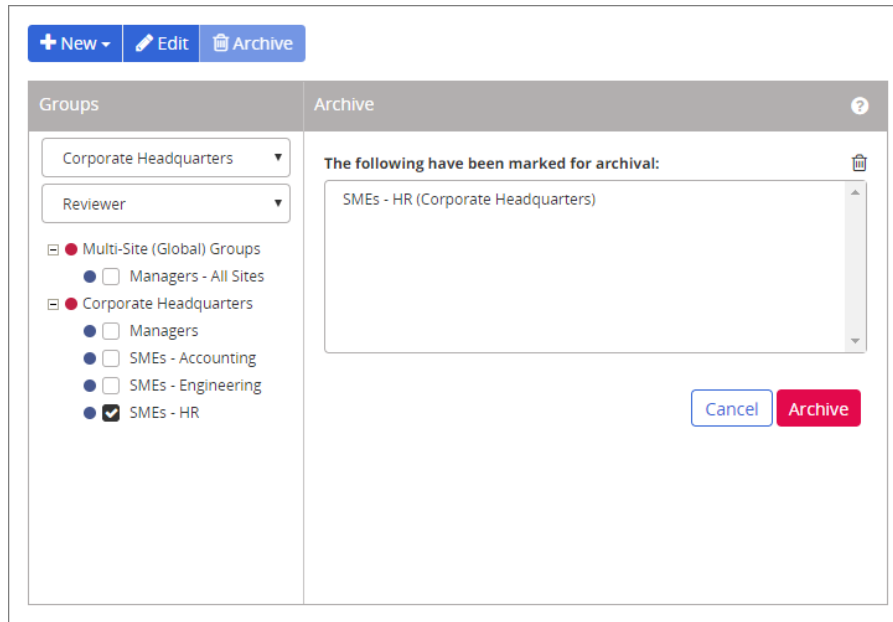 New
Edit
Archive
Groups
Archive
?
Corporate Headquarters
Reviewer
Multi-Site (Global) Groups
Managers - All Sites
Corporate Headquarters
Managers
SMEs - Accounting
SMEs - Engineering
SMEs - HR
The following have been marked for archival:
SMEs - HR (Corporate Headquarters)
Cancel
Archive